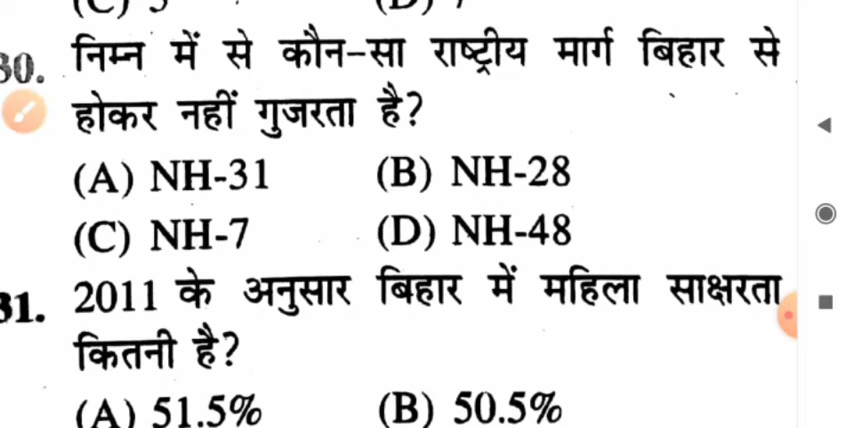 30. निम्न में से कौन-सा राष्ट्रीय मार्ग बिहार से
होकर नहीं गुजरता है?
(A) NH-31 (B) NH-28
(C) NH-7 (D) NH-48
31. 2011 के अनुसार बिहार में महिला साक्षरता
कितनी है?
(A) 51.5% (B) 50.5%